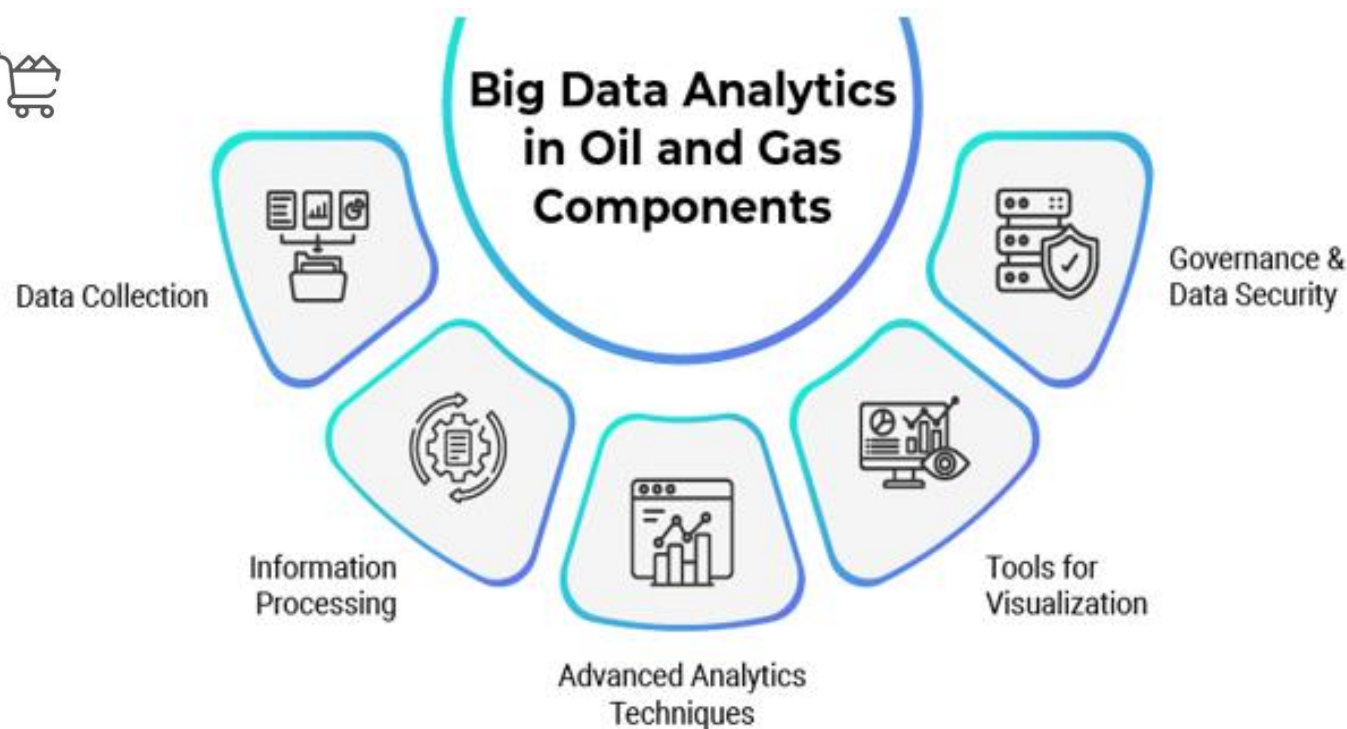 Big Data Analytics
in Oil and Gas
Components
Data Collection
Information
Processing
Advanced Analytics
Techniques
Tools for
Visualization
Governance &
Data Security